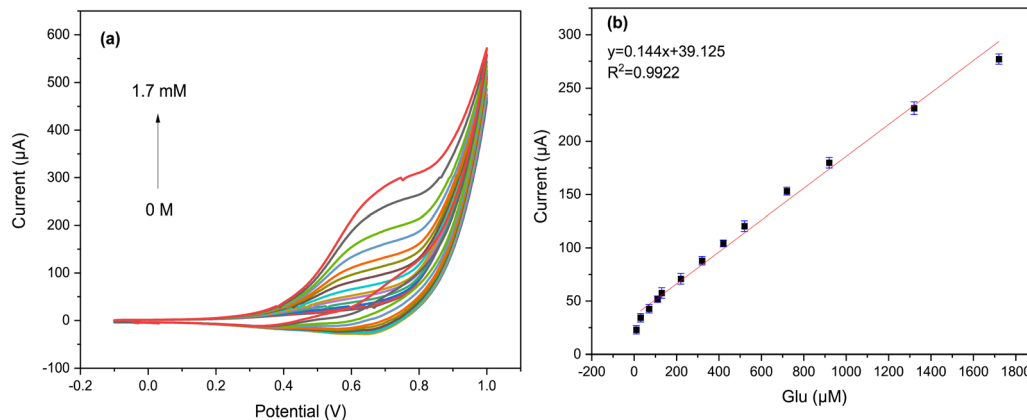 (a)
600
500
400
300
200
100
0
-100
Current (µA)
1.7 mM
0 M
-0.2
0.0
0.2
0.4
0.6
0.8
1.0
Potential (V)
(b)
y=0.144x+39.125
R²=0.9922
300
250
200
150
100
50
0
Current (µA)
0 200 400 600 800 1000 1200 1400 1600 1800
Glu (µM)